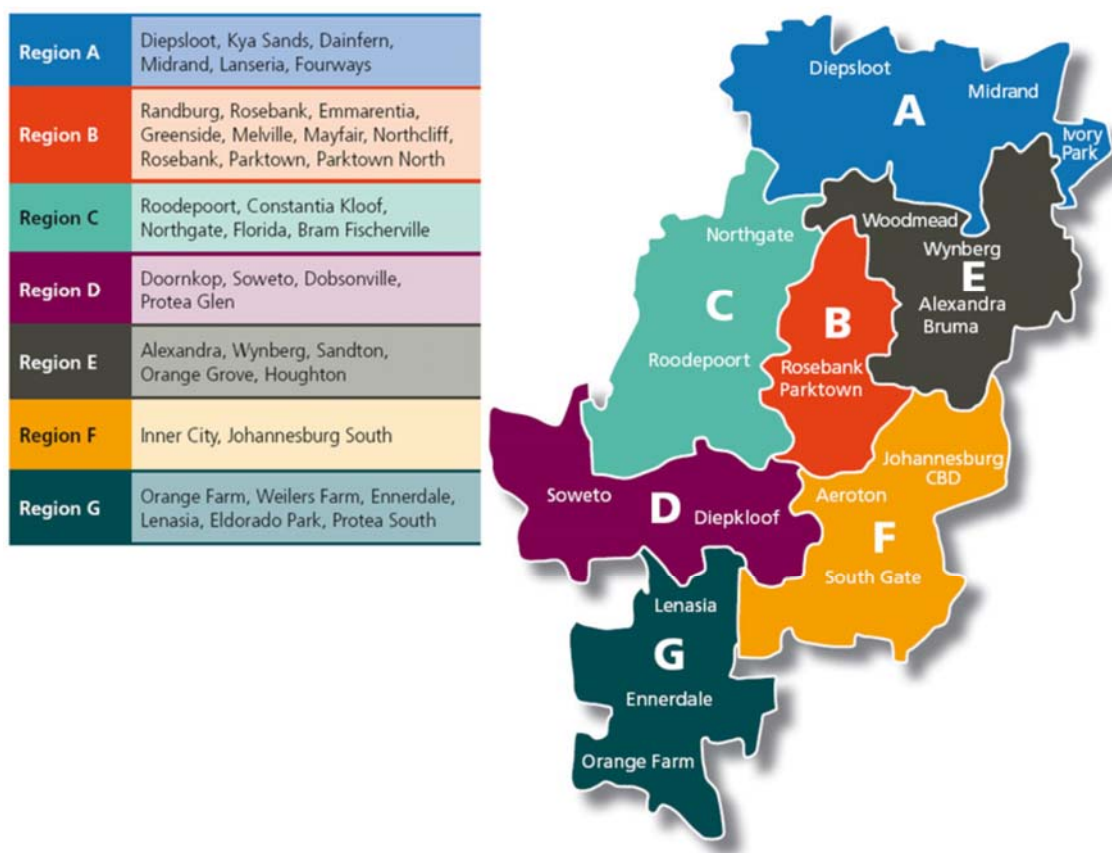 Region A
Diepsloot, Kya Sands, Dainfern,
Midrand, Lanseria, Fourways
Region B
Randburg, Rosebank, Emmarentia,
Greenside, Melville, Mayfair, Northcliff,
Rosebank, Parktown, Parktown North
Region C
Roodepoort, Constantia Kloof,
Northgate, Florida, Bram Fischerville
Region D
Doornkop, Soweto, Dobsonville,
Protea Glen
Region E
Alexandra, Wynberg, Sandton,
Orange Grove, Houghton
Region F
Inner City, Johannesburg South
Region G
Orange Farm, Weilers Farm, Ennerdale,
Lenasia, Eldorado Park, Protea South
Diepsloot
Midrand
A
Ivory
Park
Woodmead
Northgate
Wynberg
E
C
B
Alexandra
Bruma
Roodepoort
Rosebank
Parktown
Johannesburg
CBD
Soweto
Aeroton
D
Diepkloof
F
South Gate
Lenasia
G
Ennerdale
Orange Farm